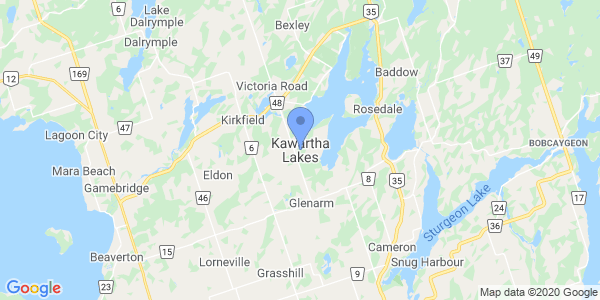 Lake
Dalrymple
6
Bexley
35
Dalrymple
37
12
169
Victoria Road
Baddow
48
Rosedale
Kirkfield
47
Lagoon City
Kawartha
Lakes
6
BOBCAYGEON
Mara Beach
Eldon
8
35
Gamebridge
46
49
Glenarm
24
Sturgeon Lake
36
15
Cameron
Beaverton
Lorneville
Snug Harbour
Grasshill
9
17
Google
Map data ©2020 Google